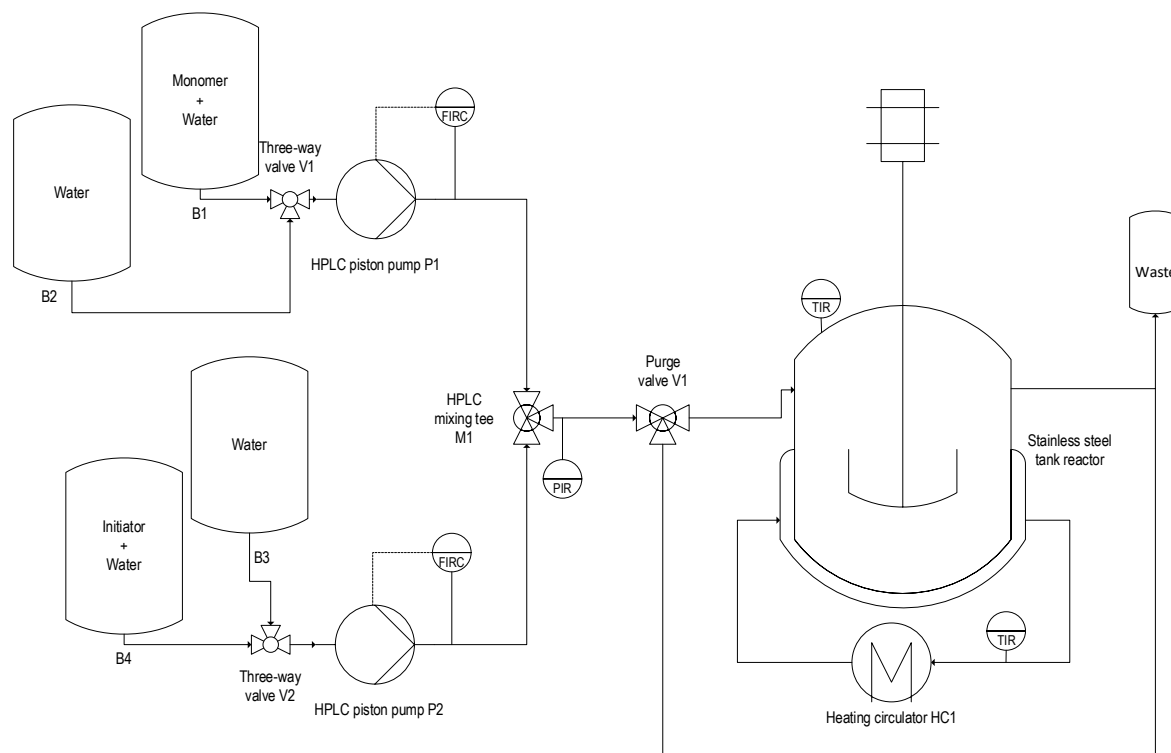 Monomer
+
Water
Water
B1
B2
Three-way
valve V1
FIRC
HPLC piston pump P1
Initiator
+
Water
Water
B3
B4
Three-way
valve V2
FIRC
HPLC piston pump P2
HPLC
mixing tee
M1
PIR
Purge
valve V1
TIR
Stainless steel
tank reactor
TIR
Heating circulator HC1
Waste